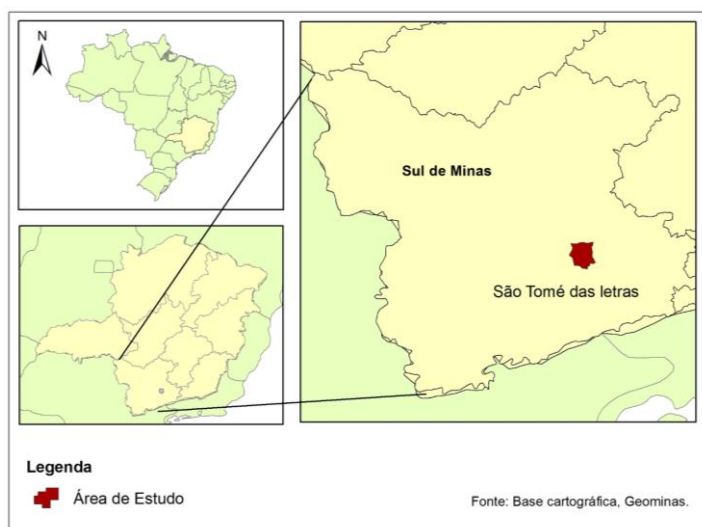 N
Sul de Minas
São Tomé das letras
Legenda
Área de Estudo
Fonte: Base cartográfica, Geominas.